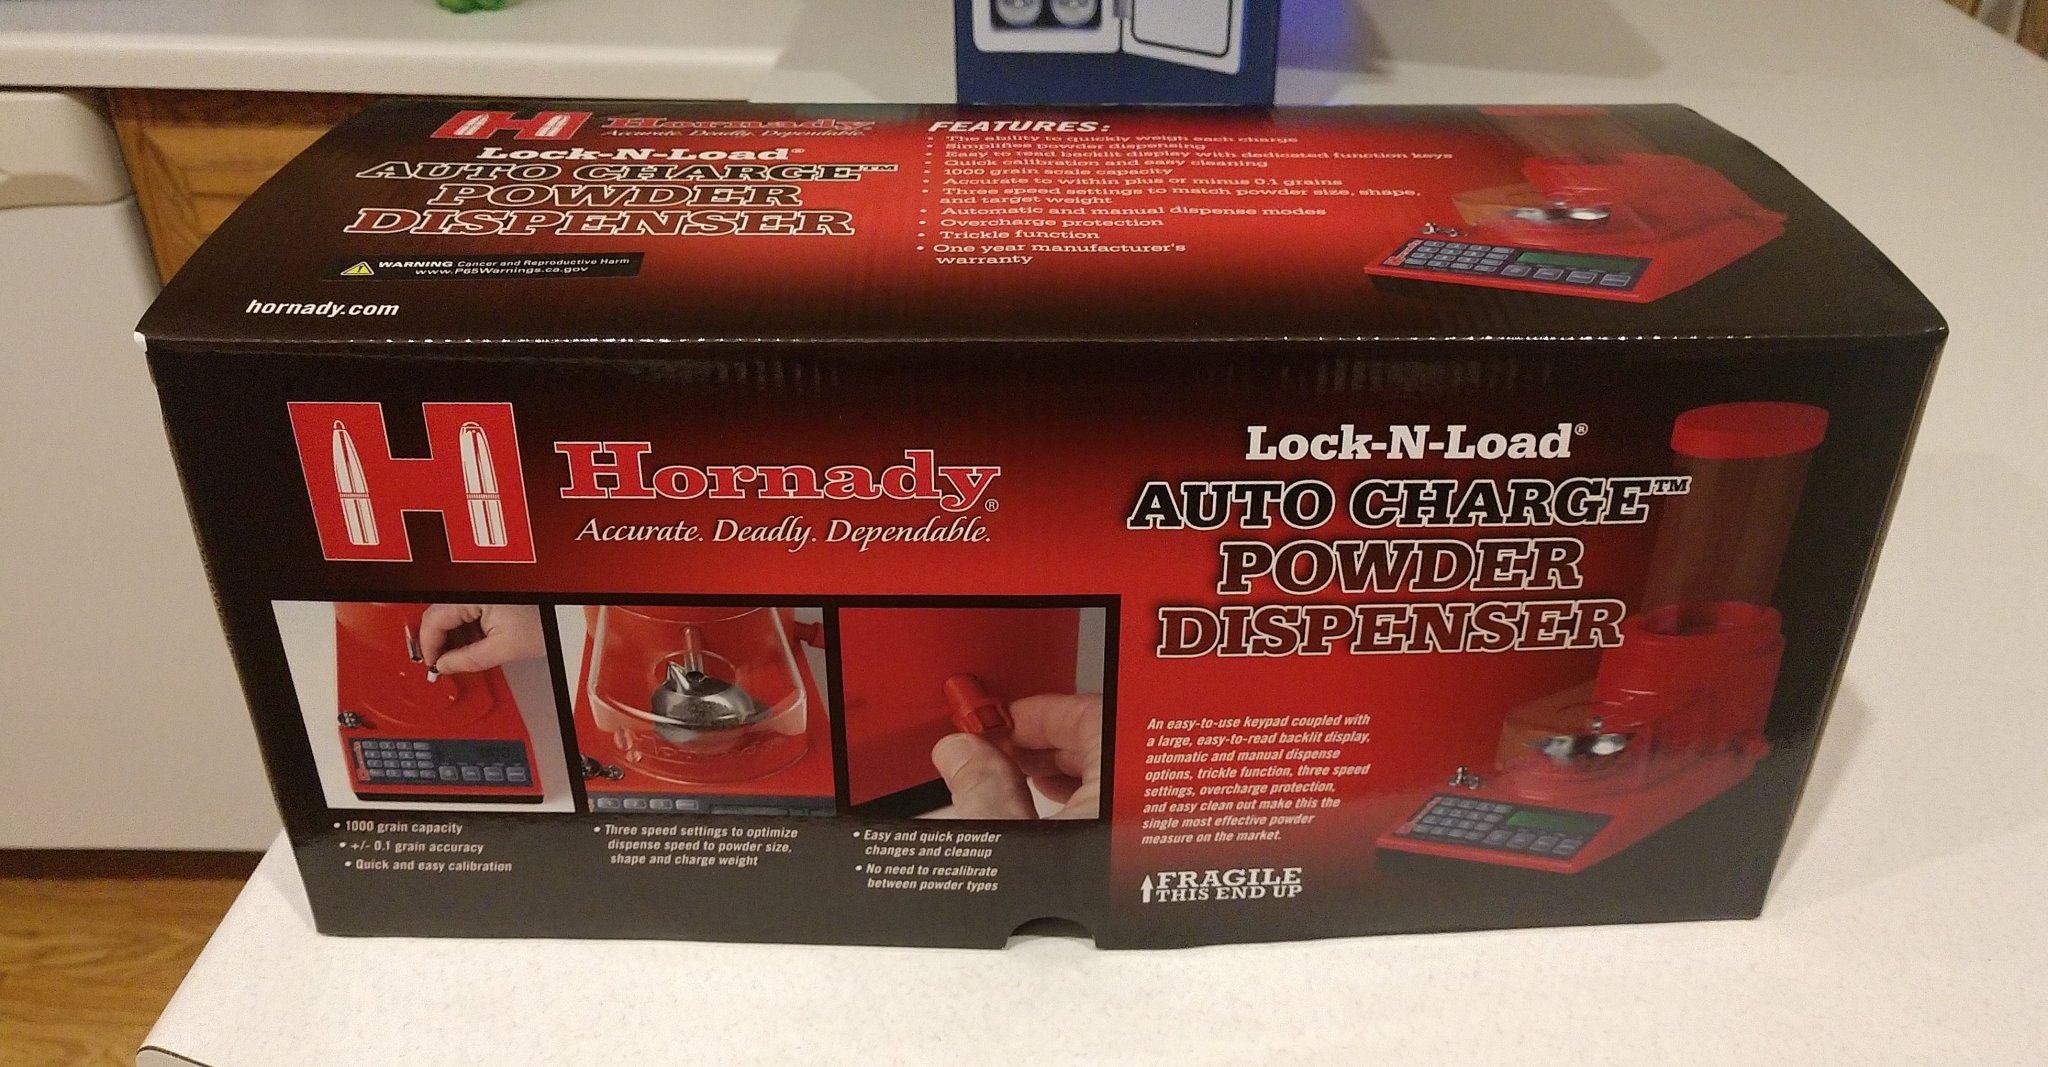 Hornady
Accurate. Deadly. Dependable.
Lock-N-Load®
AUTO CHARGE™
POWDER
DISPENSER
WARNING Cancer and Reproductive Harm
www.P65Warnings.ca.gov
hornady.com
FEATURES:
• The ability to quickly weigh each charge
• Simplifies powder dispensing
• Easy to read backlit display with dedicated function keys
• Quick calibration and easy cleaning
• 1000 grain scale capacity
• Accurate to within plus or minus 0.1 grains
• Three speed settings to match powder size, shape,
and target weight
• Automatic and manual dispense modes
• Overcharge protection
• Trickle function
• One year manufacturer's
warranty
H
Hornady®
Accurate. Deadly. Dependable.
• 1000 grain capacity
• +/- 0.1 grain accuracy
• Quick and easy calibration
• Three speed settings to optimize
dispense speed to powder size,
shape and charge weight
• Easy and quick powder
changes and cleanup
• No need to recalibrate
between powder types
Lock-N-Load®
AUTO CHARGE™
POWDER
DISPENSER
An easy-to-use keypad coupled with
a large, easy-to-read backlit display,
automatic and manual dispense
options, trickle function, three speed
settings, overcharge protection,
and easy clean out make this the
single most effective powder
measure on the market.
FRAGILE
THIS END UP